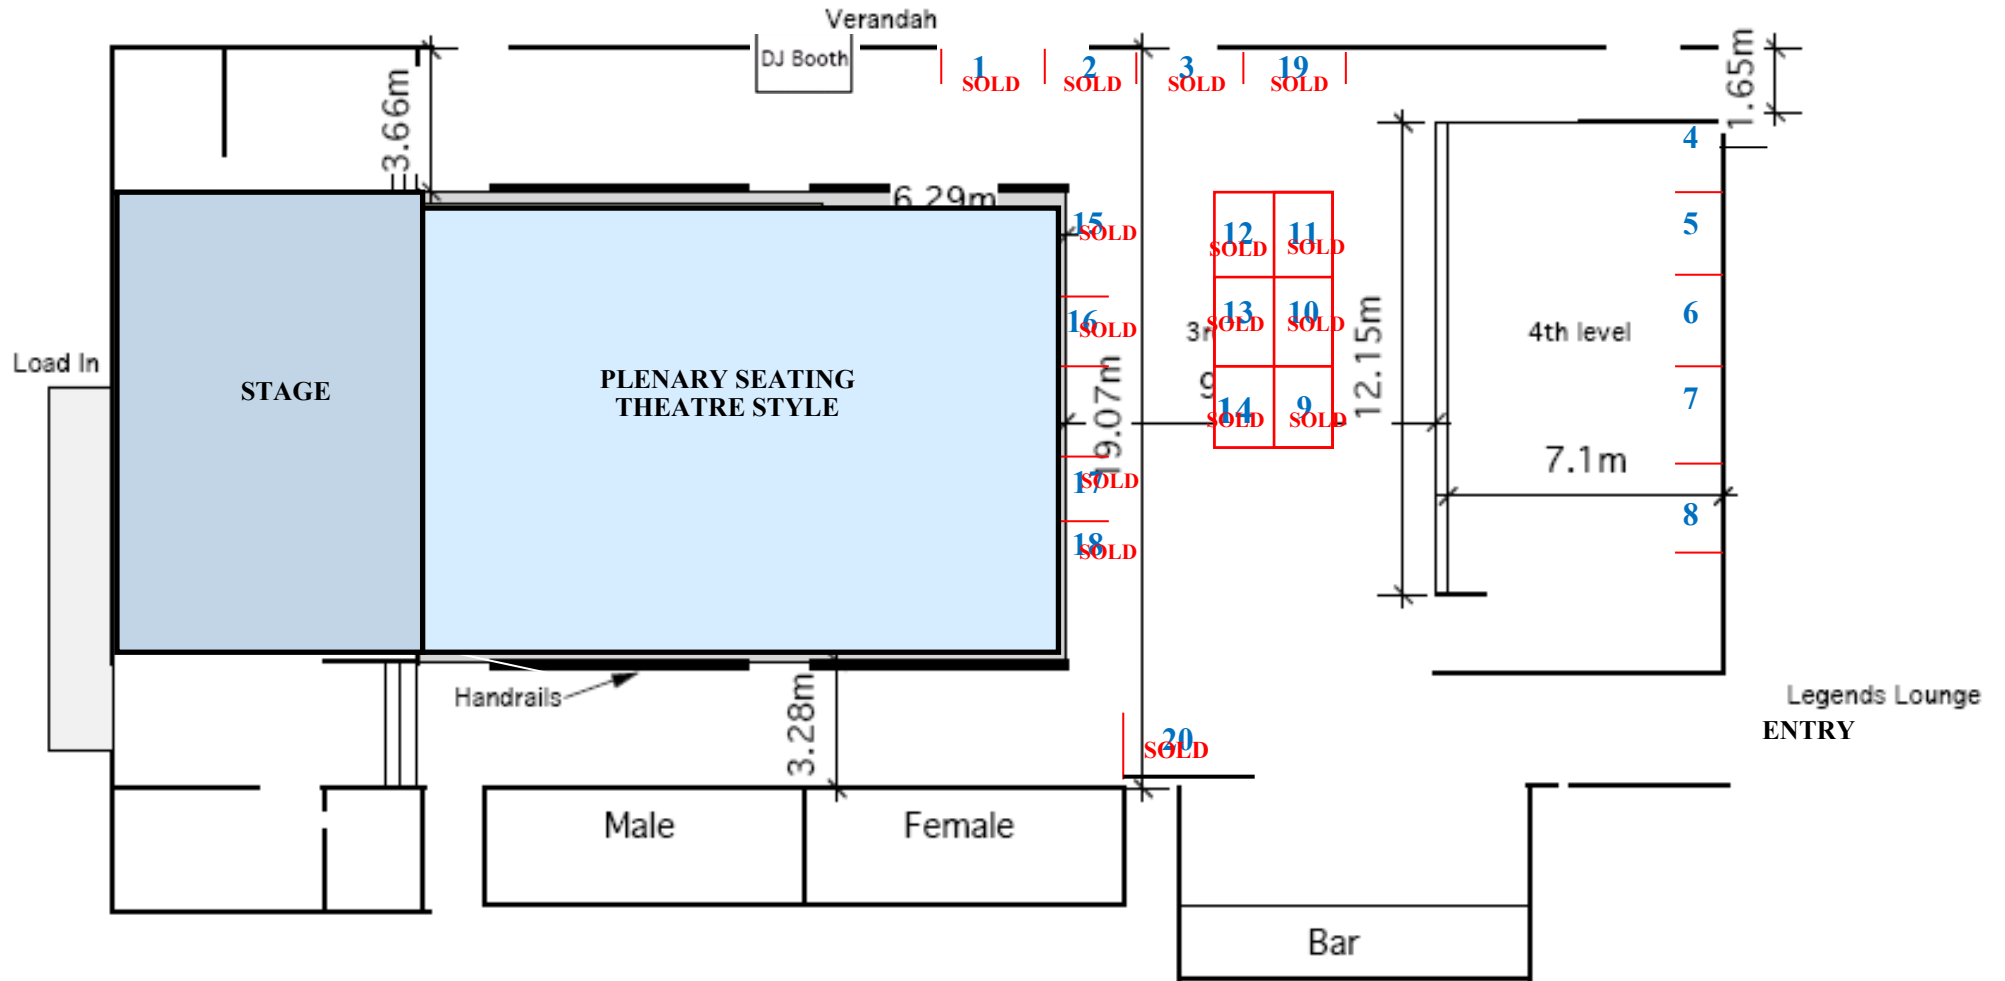 Verandah
DJ Booth
1
SOLD
2
SOLD
3
SOLD
19
SOLD
1.65m
3.66m
6.29m
4
5
6
7
8
15
SOLD
16
SOLD
17
SOLD
18
SOLD
12
SOLD
11
SOLD
13
SOLD
10
SOLD
14
SOLD
9
SOLD
19.07m
12.15m
4th level
7.1m
Load In
STAGE
PLENARY SEATING
THEATRE STYLE
Handrails
3.28m
20
SOLD
Legends Lounge
ENTRY
Male
Female
Bar